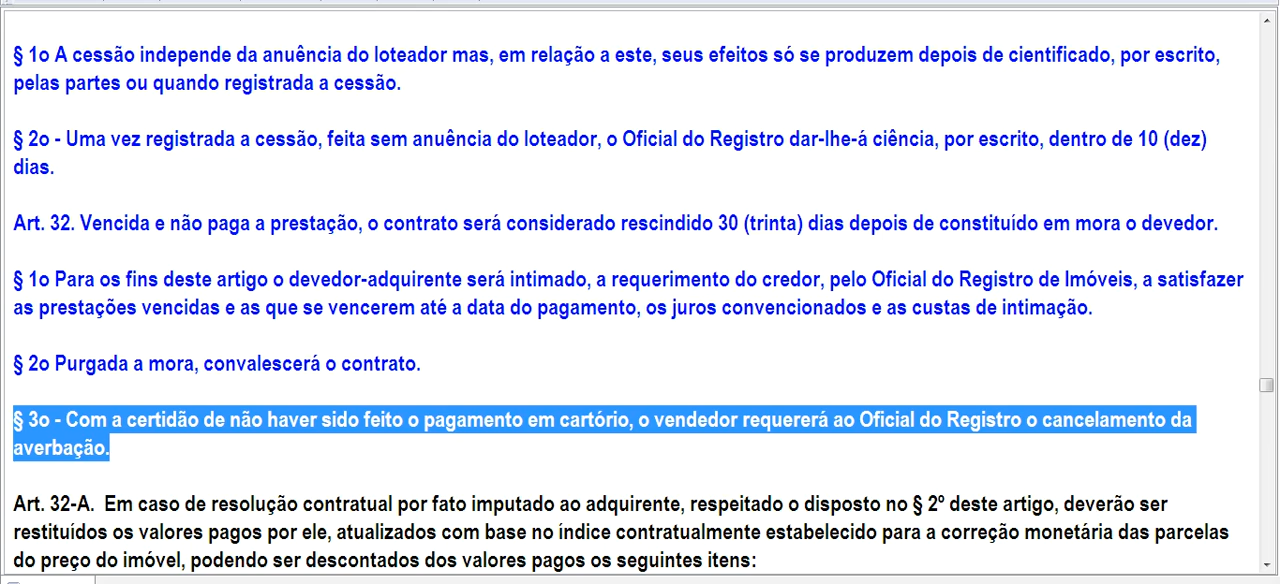 § 1o A cessão independe da anuência do loteador mas, em relação a este, seus efeitos só se produzem depois de cientificado, por escrito,
pelas partes ou quando registrada a cessão.
§ 2o - Uma vez registrada a cessão, feita sem anuência do loteador, o Oficial do Registro dar-lhe-á ciência, por escrito, dentro de 10 (dez)
dias.
Art. 32. Vencida e não paga a prestação, o contrato será considerado rescindido 30 (trinta) dias depois de constituído em mora o devedor.
§ 1o Para os fins deste artigo o devedor-adquirente será intimado, a requerimento do credor, pelo Oficial do Registro de Imóveis, a satisfazer
as prestações vencidas e as que se vencerem até a data do pagamento, os juros convencionados e as custas de intimação.
§ 2o Purgada a mora, convalescerá o contrato.
§ 3o - Com a certidão de não haver sido feito o pagamento em cartório, o vendedor requererá ao Oficial do Registro o cancelamento da
averbação.
Art. 32-A.  Em caso de resolução contratual por fato imputado ao adquirente, respeitado o disposto no § 2º deste artigo, deverão ser
restituídos os valores pagos por ele, atualizados com base no índice contratualmente estabelecido para a correção monetária das parcelas
do preço do imóvel, podendo ser descontados dos valores pagos os seguintes itens: